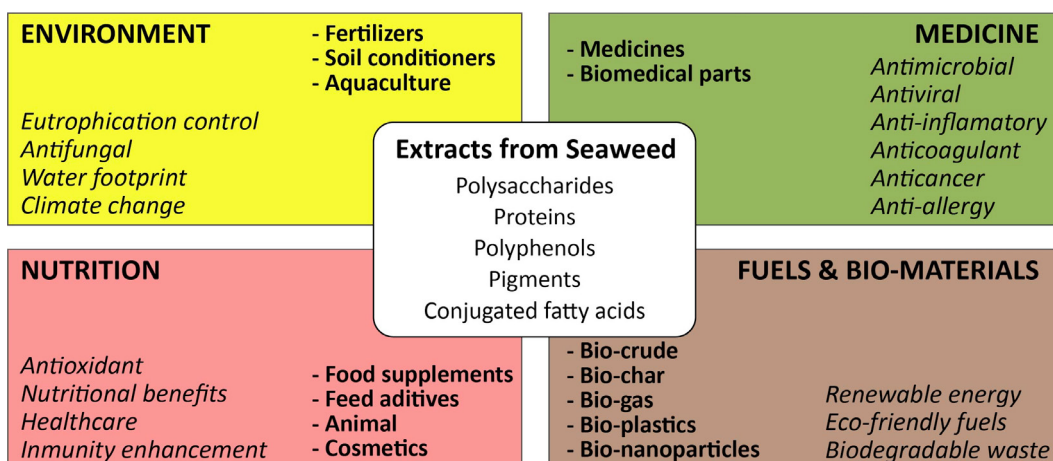 ENVIRONMENT
- Fertilizers
- Soil conditioners
- Aquaculture
Eutrophication control
Antifungal
Water footprint
Climate change
MEDICINE
- Medicines
- Biomedical parts
Antimicrobial
Antiviral
Anti-inflamatory
Anticoagulant
Anticancer
Anti-allergy
Extracts from Seaweed
Polysaccharides
Proteins
Polyphenols
Pigments
Conjugated fatty acids
NUTRITION
Antioxidant
Nutritional benefits
Healthcare
Inmunity enhancement
- Food supplements
- Feed aditives
- Animal
- Cosmetics
FUELS & BIO-MATERIALS
- Bio-crude
- Bio-char
- Bio-gas
- Bio-plastics
- Bio-nanoparticles
Renewable energy
Eco-friendly fuels
Biodegradable waste